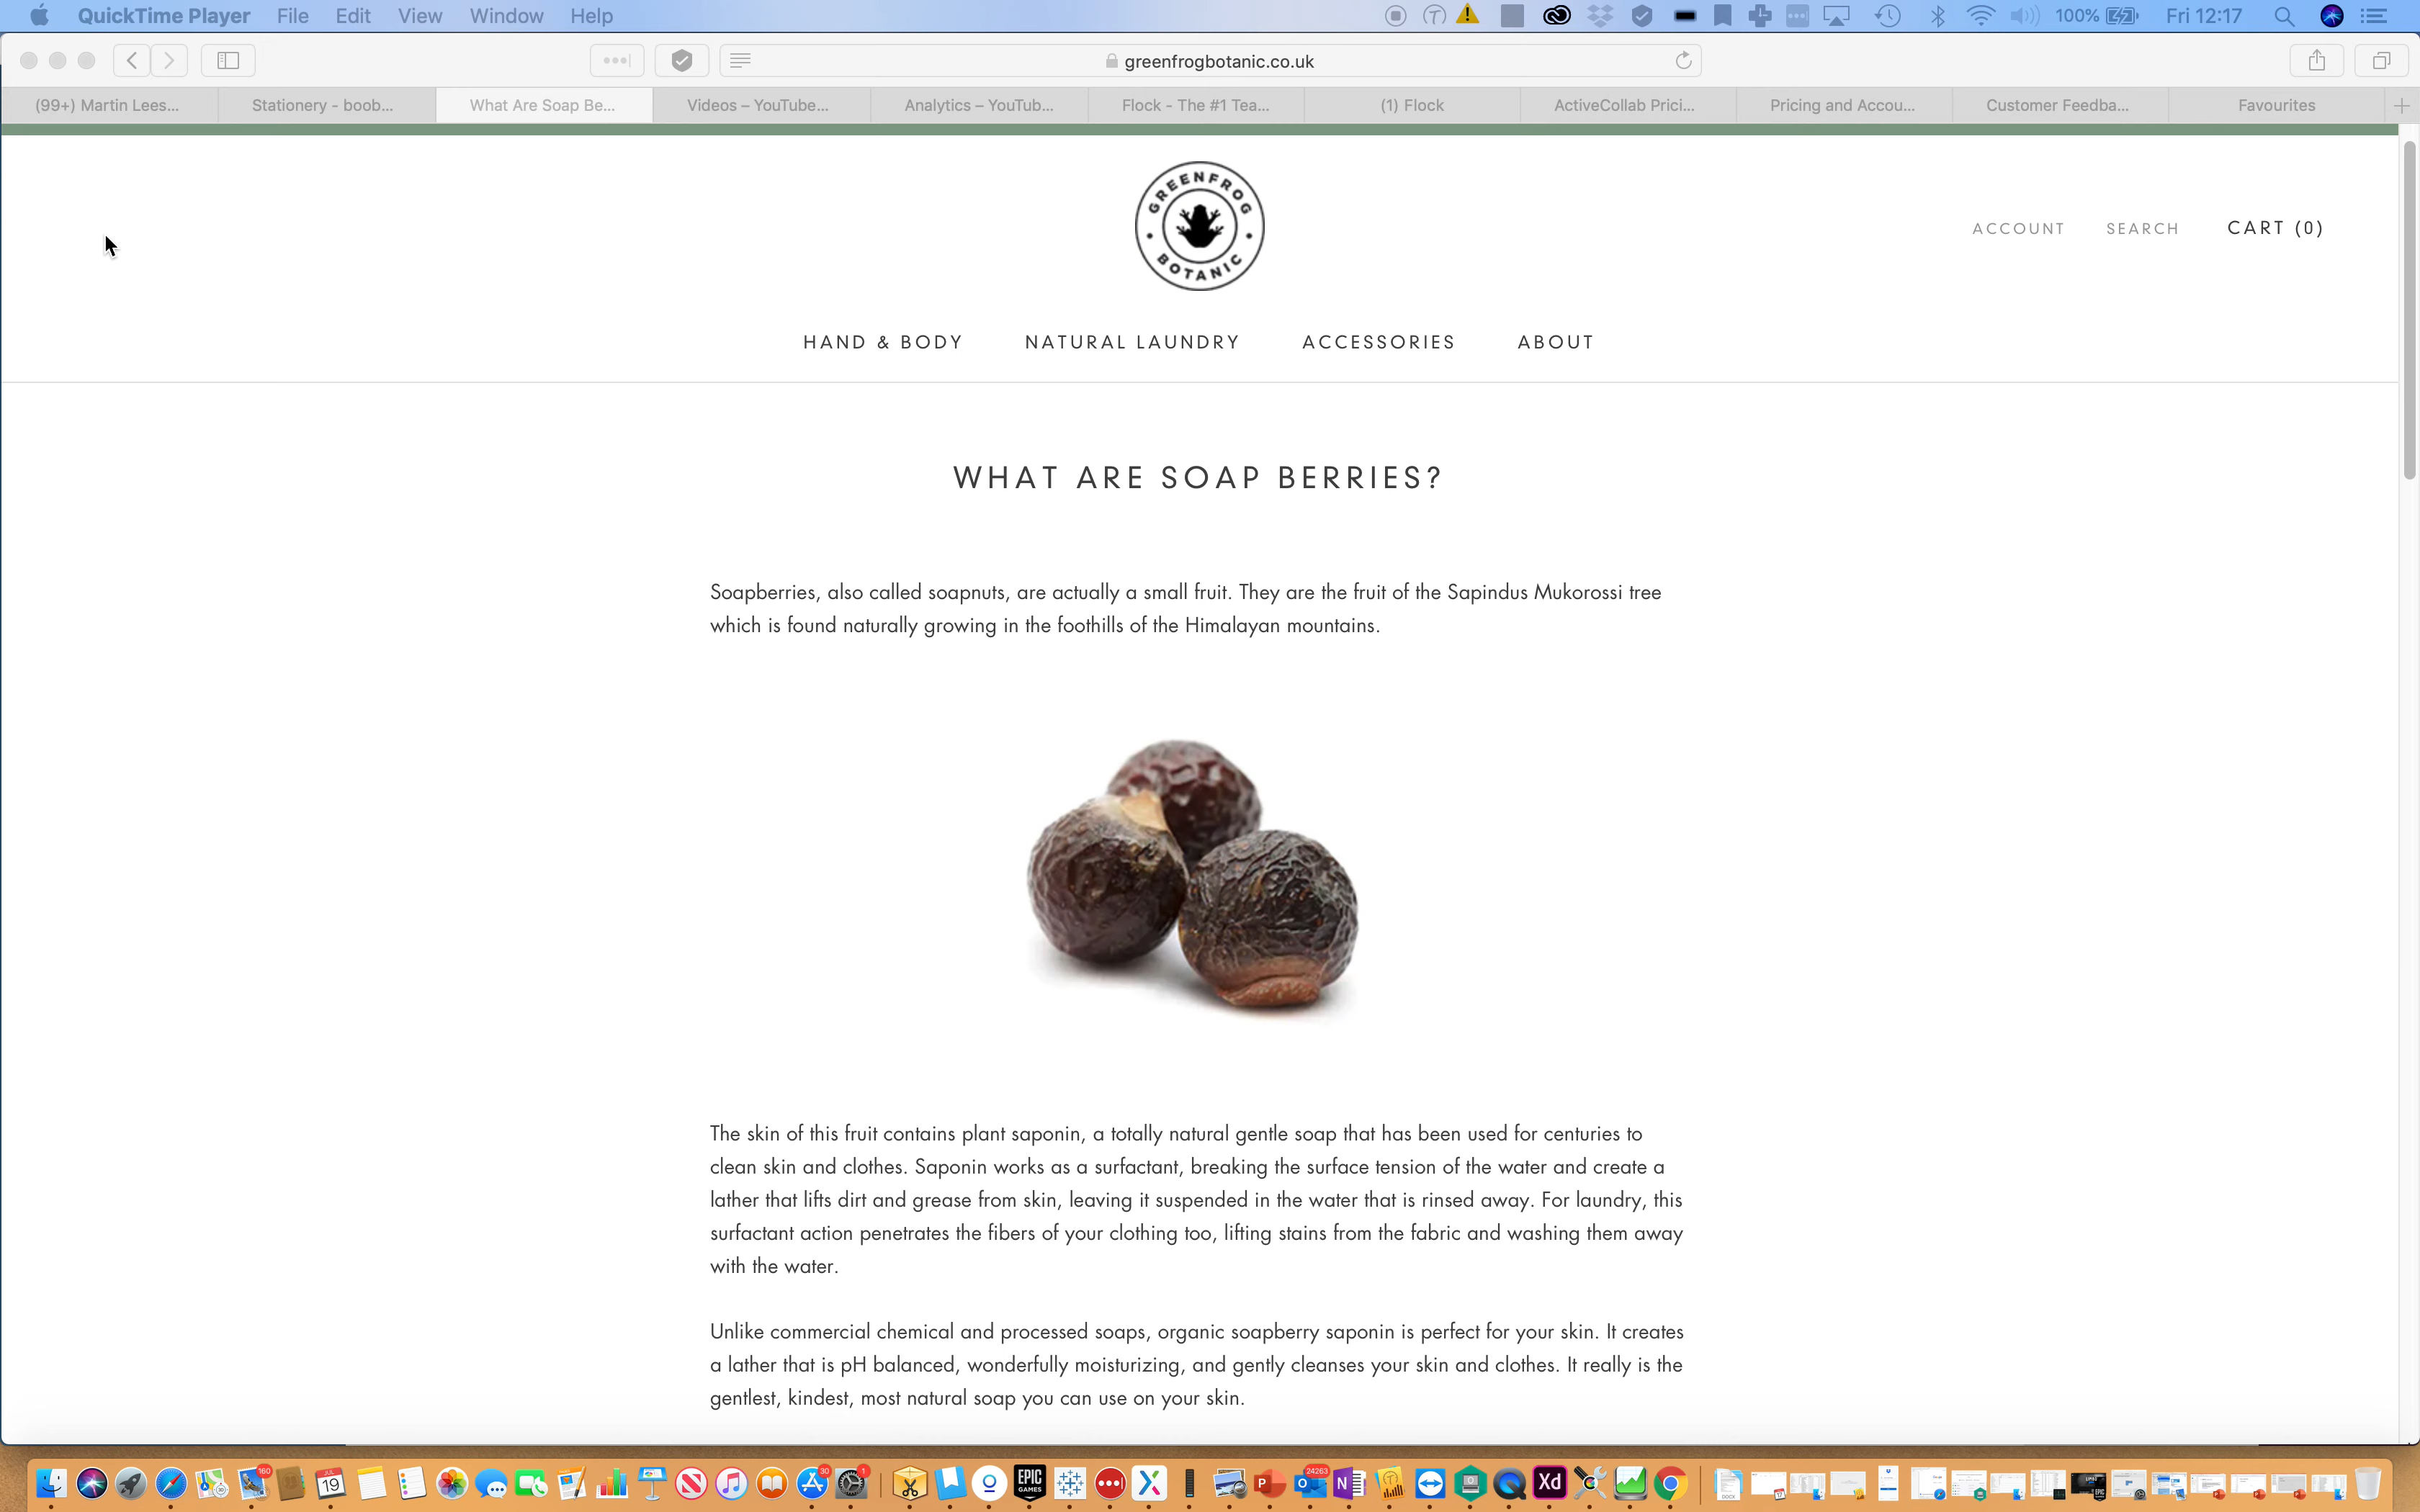 QuickTime Player File Edit View Window Help 100% Fri 12:17
greenfrogbotanic.co.uk
(99+) Martin Lees... Stationery - boob... What Are Soap Be... Videos – YouTube... Analytics – YouTub... Flock - The #1 Tea... (1) Flock ActiveCollab Prici... Pricing and Accou... Customer Feedba... Favourites
GREENFROG
BOTANIC
ACCOUNT SEARCH CART (0)
HAND & BODY NATURAL LAUNDRY ACCESSORIES ABOUT
WHAT ARE SOAP BERRIES?
Soapberries, also called soapnuts, are actually a small fruit. They are the fruit of the Sapindus Mukorossi tree
which is found naturally growing in the foothills of the Himalayan mountains.
The skin of this fruit contains plant saponin, a totally natural gentle soap that has been used for centuries to
clean skin and clothes. Saponin works as a surfactant, breaking the surface tension of the water and create a
lather that lifts dirt and grease from skin, leaving it suspended in the water that is rinsed away. For laundry, this
surfactant action penetrates the fibers of your clothing too, lifting stains from the fabric and washing them away
with the water.
Unlike commercial chemical and processed soaps, organic soapberry saponin is perfect for your skin. It creates
a lather that is pH balanced, wonderfully moisturizing, and gently cleanses your skin and clothes. It really is the
gentlest, kindest, most natural soap you can use on your skin.
160 JUL 19 30 1 EPIC GAMES P 24263 N Xd